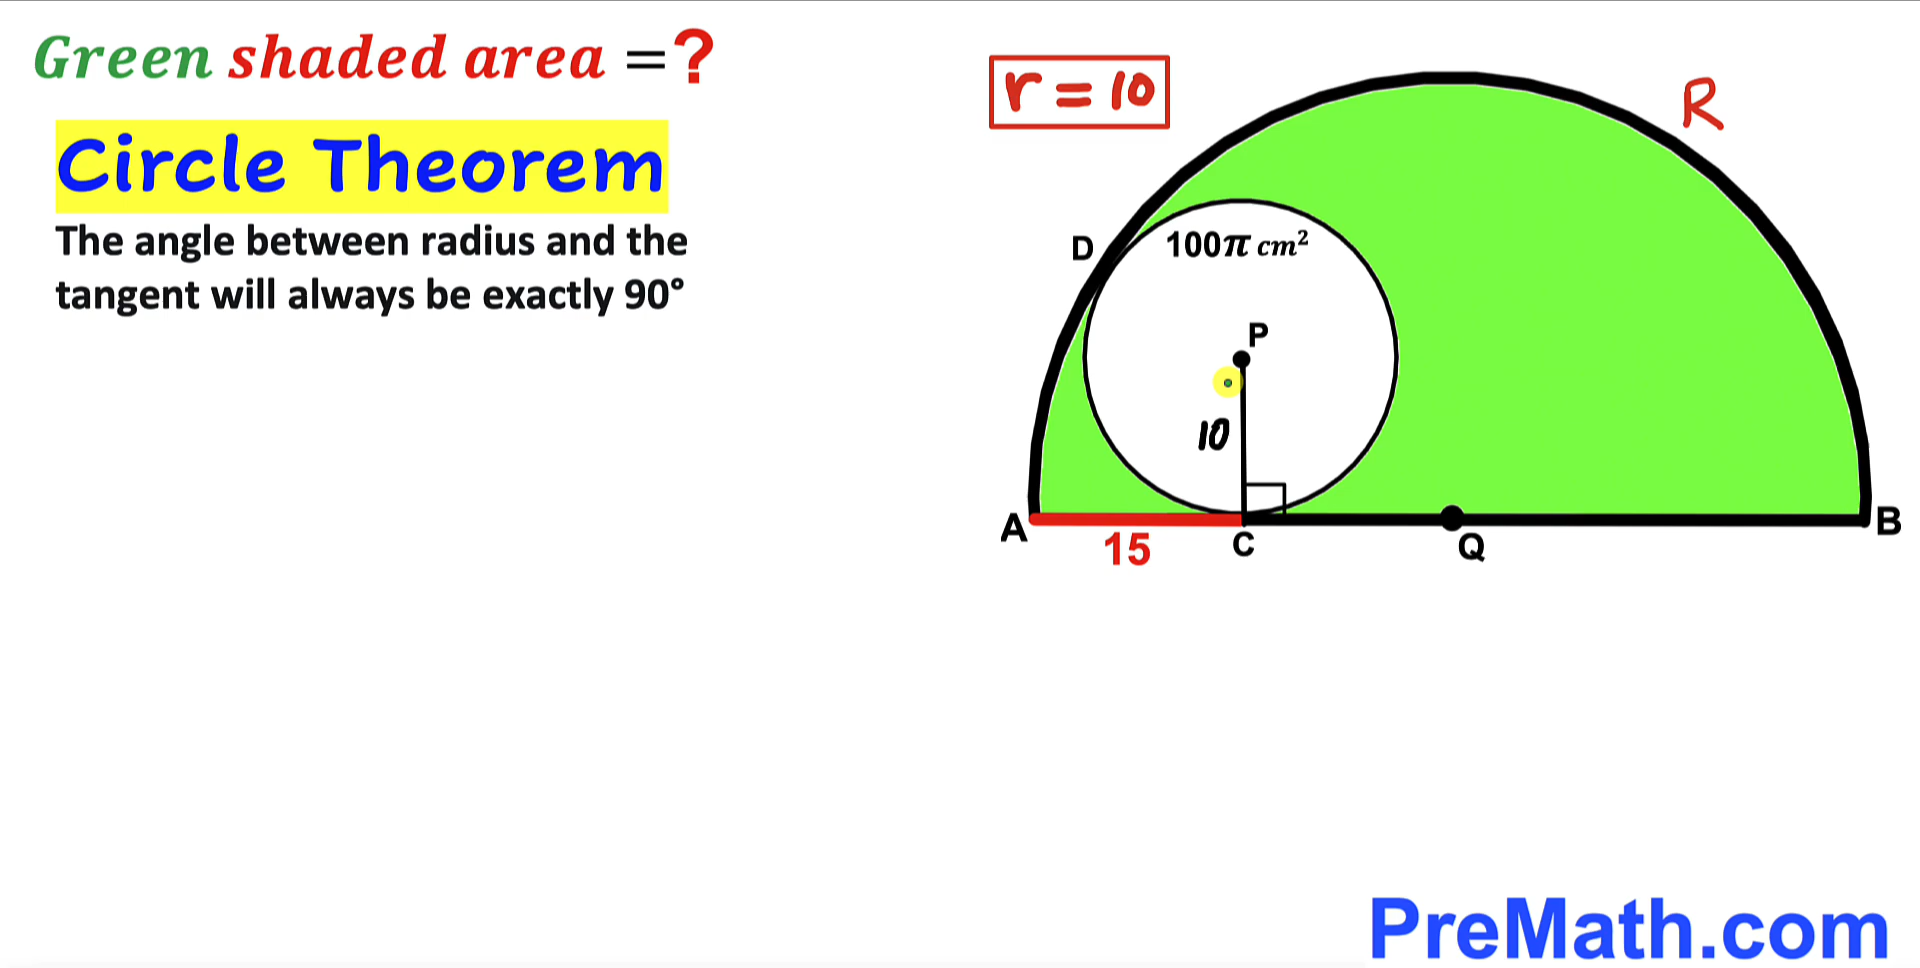 Green shaded area =?
Circle Theorem
The angle between radius and the
tangent will always be exactly 90°
r = 10
R
D
100π cm²
P
10
A
15
C
Q
B
PreMath.com